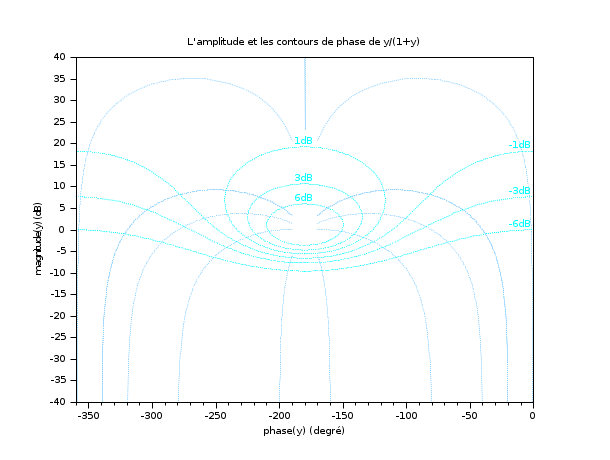 L'amplitude et les contours de phase de y/(1+y)
40
35
30
25
20
15
10
5
0
-5
-10
-15
-20
-25
-30
-35
-40
magnitude(y) (dB)
1dB
3dB
6dB
-1dB
-3dB
-6dB
-350 -300 -250 -200 -150 -100 -50 0
phase(y) (degré)